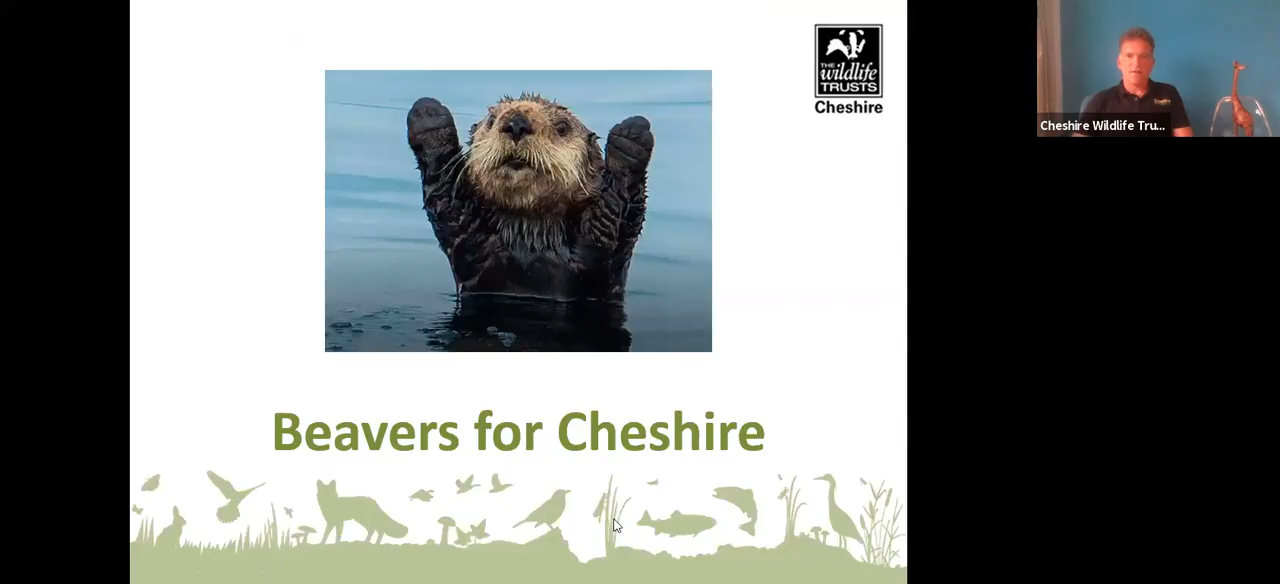 THE
wildlife
TRUSTS
Cheshire
Cheshire Wildlife Tru...
Beavers for Cheshire